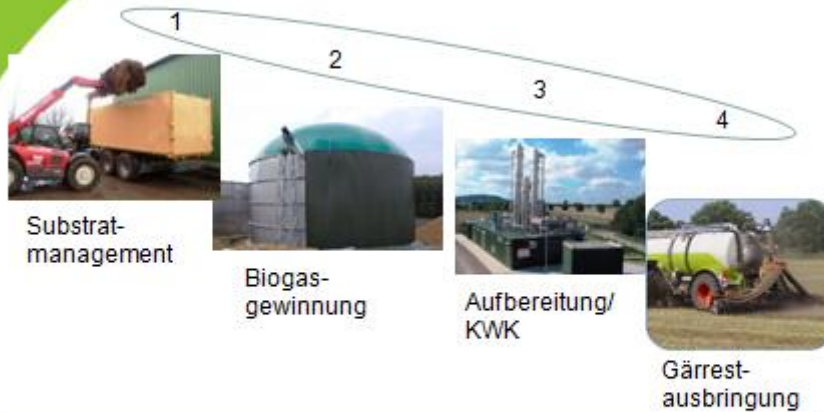 1
2
3
4
Substrat-
management
Biogas-
gewinnung
Aufbereitung/
KWK
Gärrest-
ausbringung